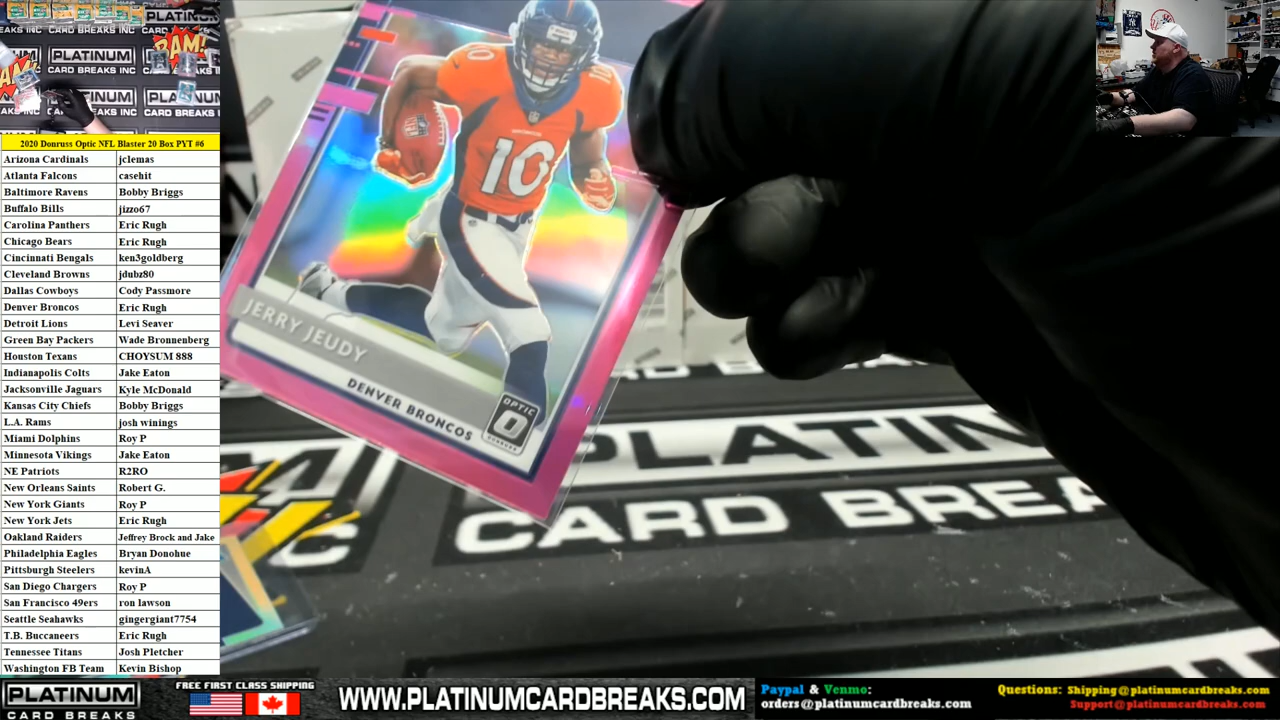 PLATINUM
CARD BREAKS INC
BAM!
2020 Donruss Optic NFL Blaster 20 Box PYT #6
Arizona Cardinals jclemas
Atlanta Falcons casehit
Baltimore Ravens Bobby Briggs
Buffalo Bills jizzo67
Carolina Panthers Eric Rugh
Chicago Bears Eric Rugh
Cincinnati Bengals ken3goldberg
Cleveland Browns jdubz80
Dallas Cowboys Cody Passmore
Denver Broncos Eric Rugh
Detroit Lions Levi Seaver
Green Bay Packers Wade Bronnenberg
Houston Texans CHOYSUM 888
Indianapolis Colts Jake Eaton
Jacksonville Jaguars Kyle McDonald
Kansas City Chiefs Bobby Briggs
L.A. Rams josh winings
Miami Dolphins Roy P
Minnesota Vikings Jake Eaton
NE Patriots R2RO
New Orleans Saints Robert G.
New York Giants Roy P
New York Jets Eric Rugh
Oakland Raiders Jeffrey Brock and Jake
Philadelphia Eagles Bryan Donohue
Pittsburgh Steelers kevinA
San Diego Chargers Roy P
San Francisco 49ers ron lawson
Seattle Seahawks gingergiant7754
T.B. Buccaneers Eric Rugh
Tennessee Titans Josh Pletcher
Washington FB Team Kevin Bishop
10
10
JERRY JEUDY
DENVER BRONCOS
OPTIC
PLATIN
CARD BREA
PLATINUM
CARD BREAKS
FREE FIRST CLASS SHIPPING
WWW.PLATINUMCARDBREAKS.COM
Paypal & Venmo:
orders@platinumcardbreaks.com
Questions: Shipping@platinumcardbreaks.com
Support@platinumcardbreaks.com